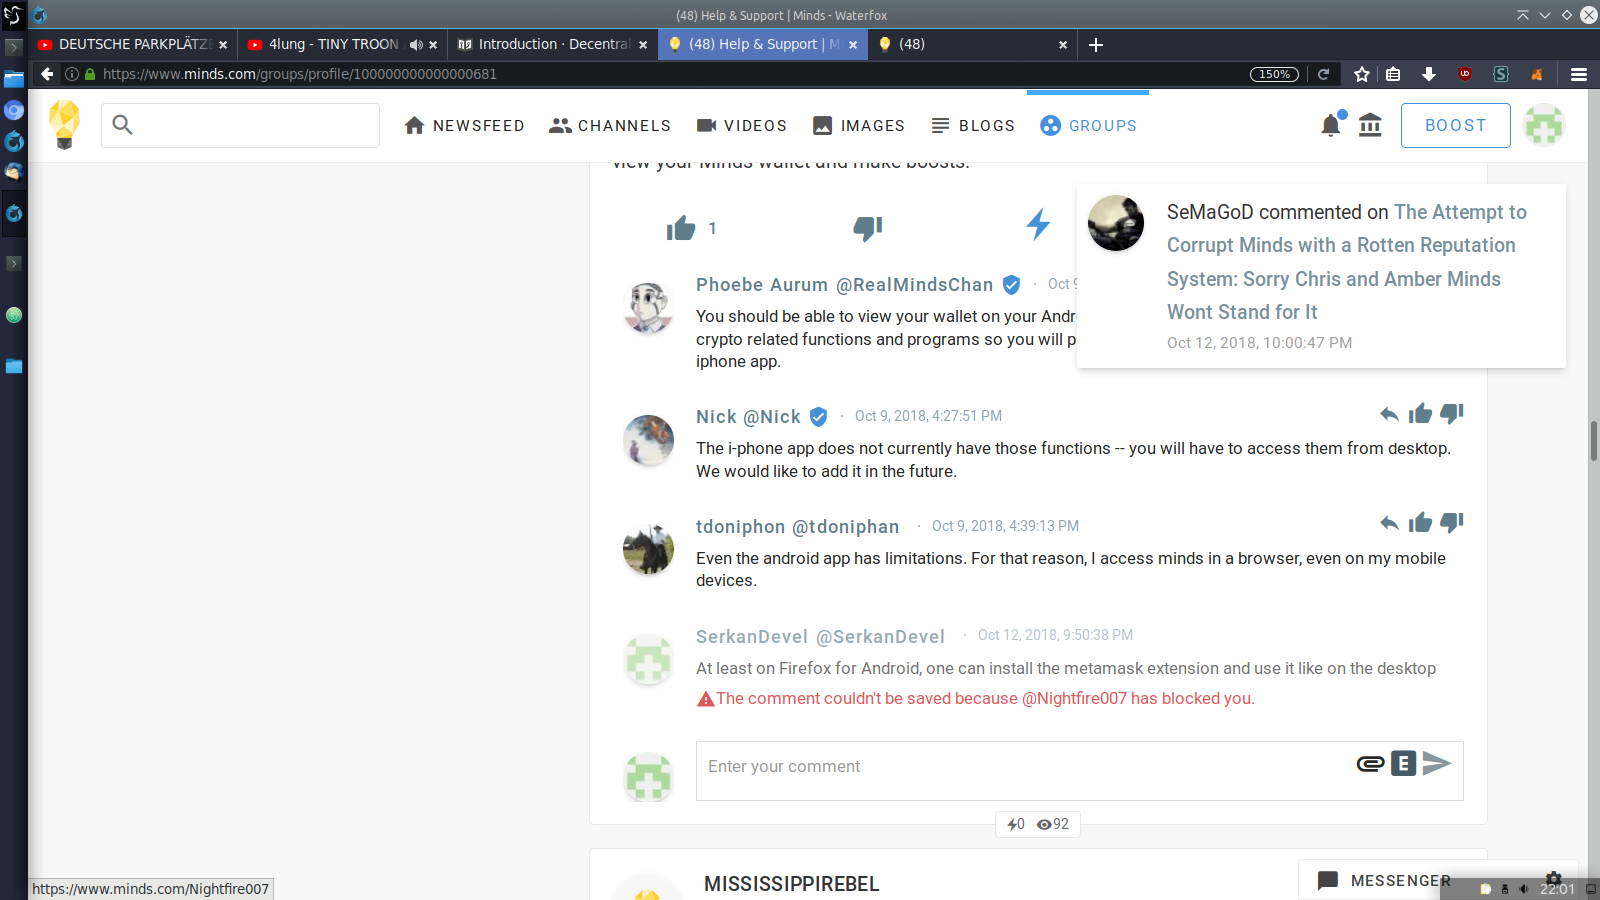 (48) Help & Support | Minds - Waterfox
DEUTSCHE PARKPLÄTZE
4lung - TINY TROON
Introduction · Decentra
(48) Help & Support | M
(48)
https://www.minds.com/groups/profile/100000000000000681
150%
NEWSFEED
CHANNELS
VIDEOS
IMAGES
BLOGS
GROUPS
BOOST
view your Minds wallet and make boosts.
1
SeMaGoD commented on The Attempt to
Corrupt Minds with a Rotten Reputation
System: Sorry Chris and Amber Minds
Wont Stand for It
Oct 12, 2018, 10:00:47 PM
Phoebe Aurum @RealMindsChan · Oct 9
You should be able to view your wallet on your Andr
crypto related functions and programs so you will p
iphone app.
Nick @Nick · Oct 9, 2018, 4:27:51 PM
The i-phone app does not currently have those functions -- you will have to access them from desktop.
We would like to add it in the future.
tdoniphon @tdoniphan · Oct 9, 2018, 4:39:13 PM
Even the android app has limitations. For that reason, I access minds in a browser, even on my mobile
devices.
SerkanDevel @SerkanDevel · Oct 12, 2018, 9:50:38 PM
At least on Firefox for Android, one can install the metamask extension and use it like on the desktop
The comment couldn't be saved because @Nightfire007 has blocked you.
Enter your comment
E
0 92
MISSISSIPPIREBEL
MESSENGER
https://www.minds.com/Nightfire007
22:01